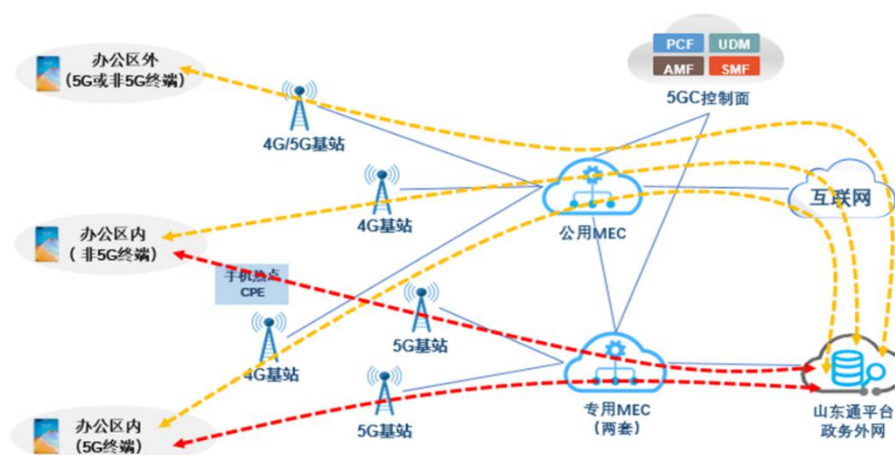 办公区外
(5G或非5G终端)
PCF
UDM
AMF
SMF
5GC控制面
4G/5G基站
4G基站
公用MEC
互联网
办公区内
( 非5G终端)
手机热点
CPE
5G基站
4G基站
5G基站
专用MEC
(两套)
山东通平台
政务外网
办公区内
(5G终端)